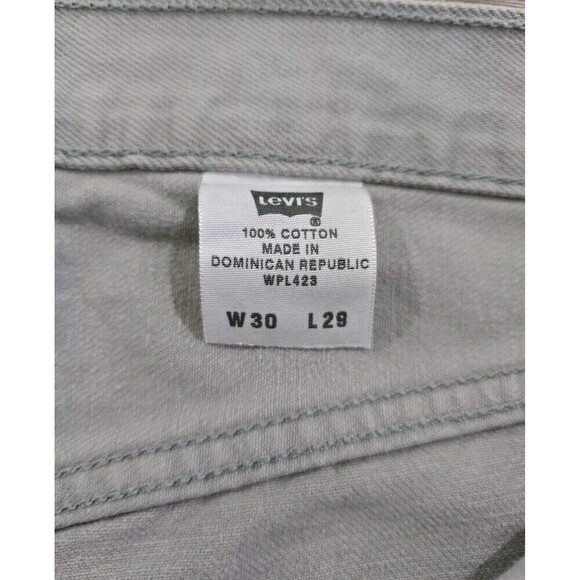 LEVI'S
®
100% COTTON
MADE IN
DOMINICAN REPUBLIC
WPL423
W30 L29